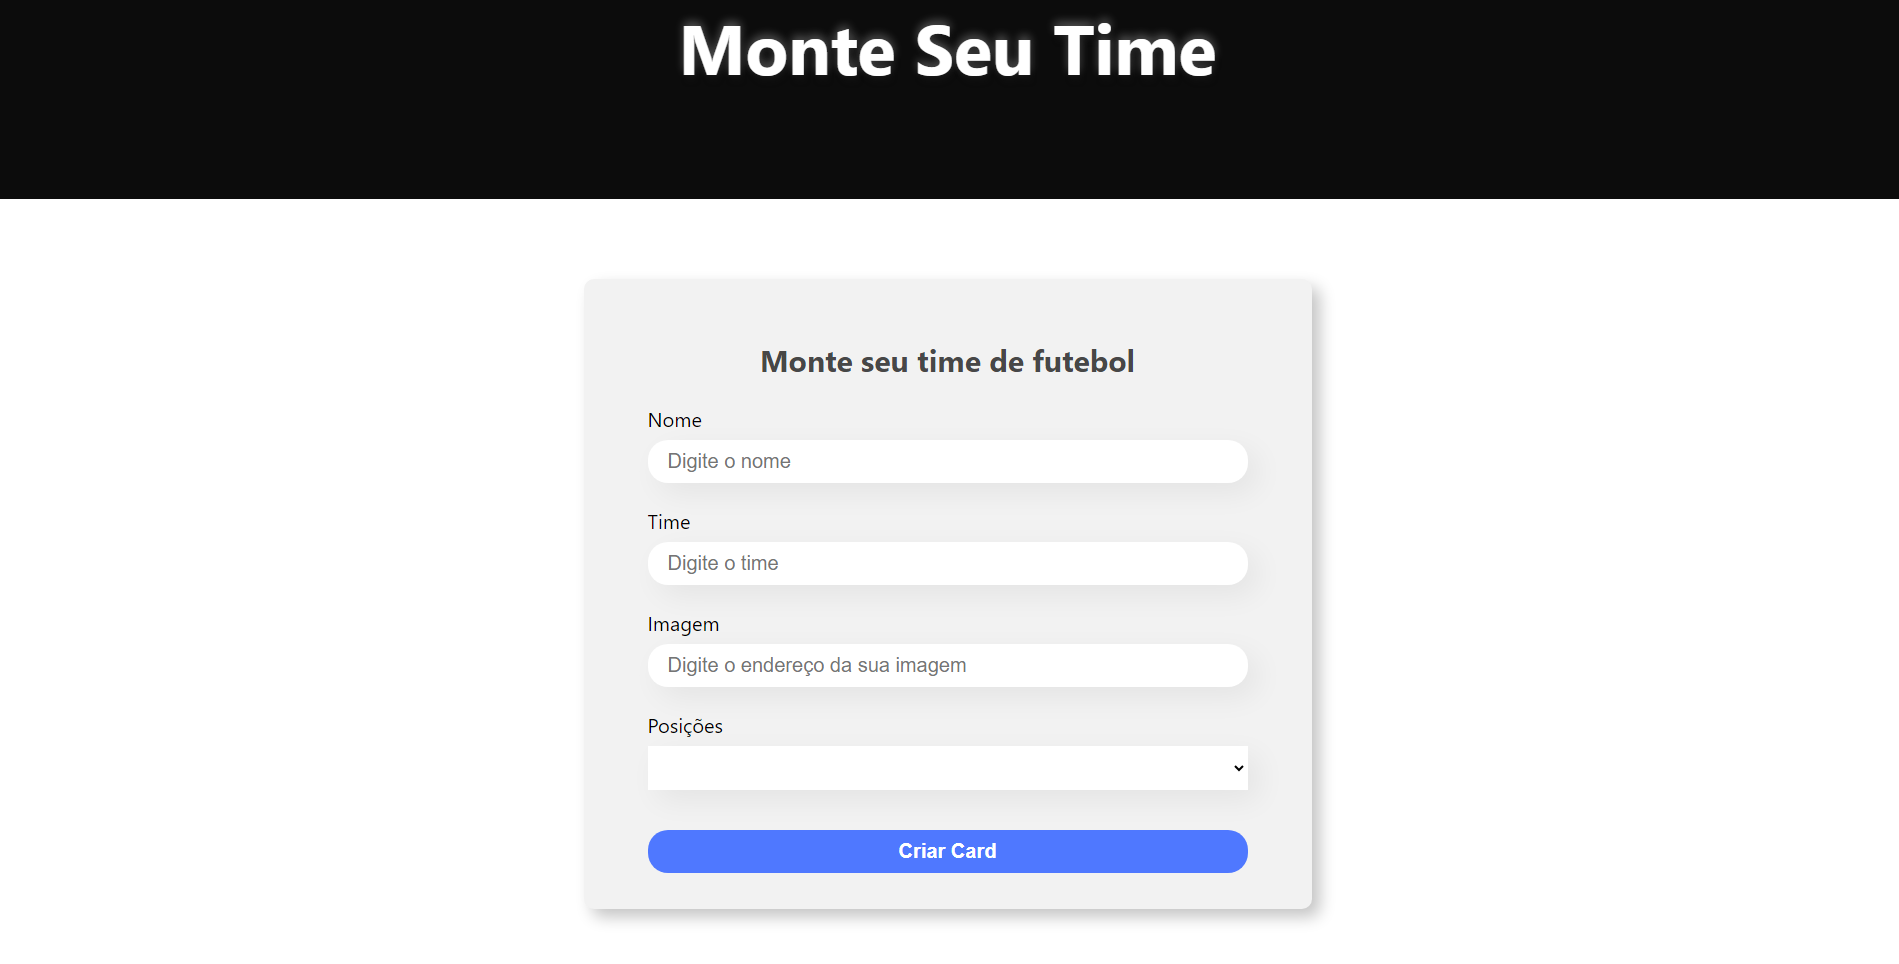 Monte Seu Time
Monte seu time de futebol
Nome
Digite o nome
Time
Digite o time
Imagem
Digite o endereço da sua imagem
Posições
Criar Card